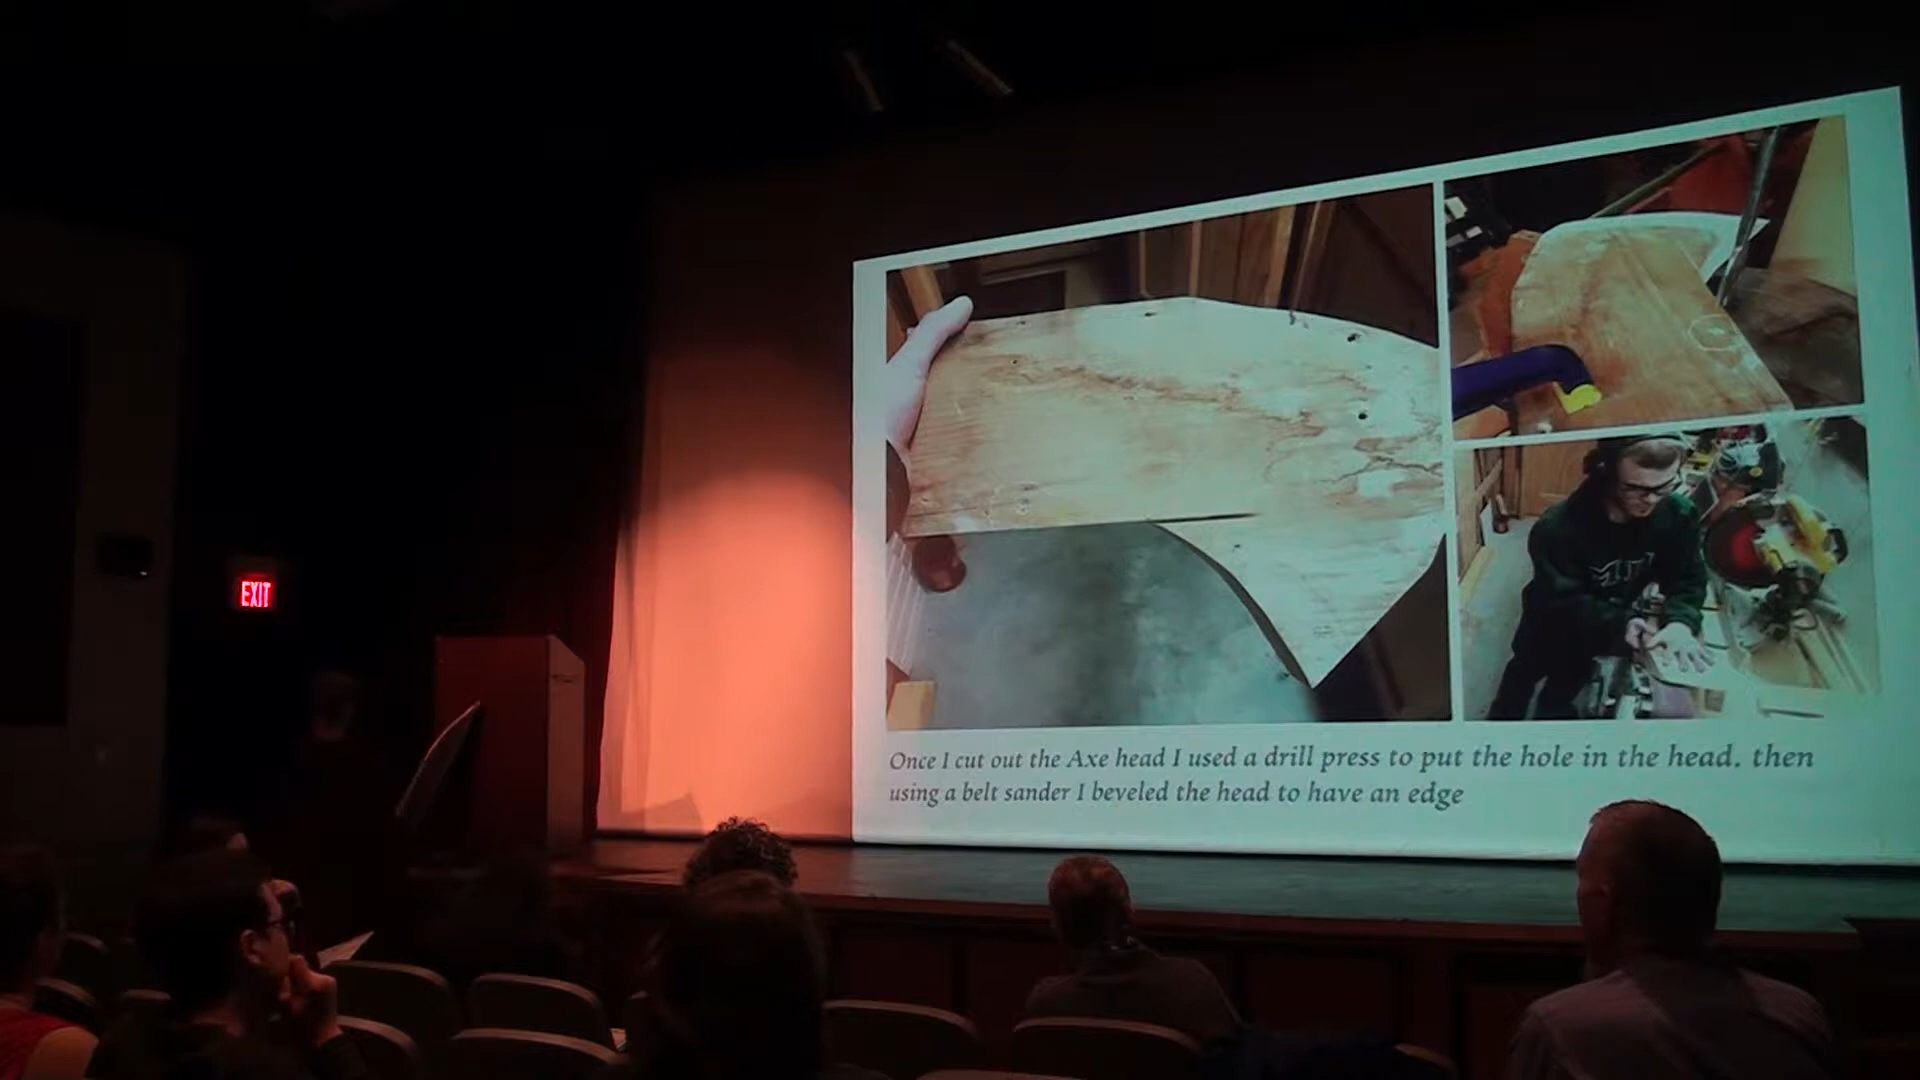 EXIT
Once I cut out the Axe head I used a drill press to put the hole in the head. then
using a belt sander I beveled the head to have an edge